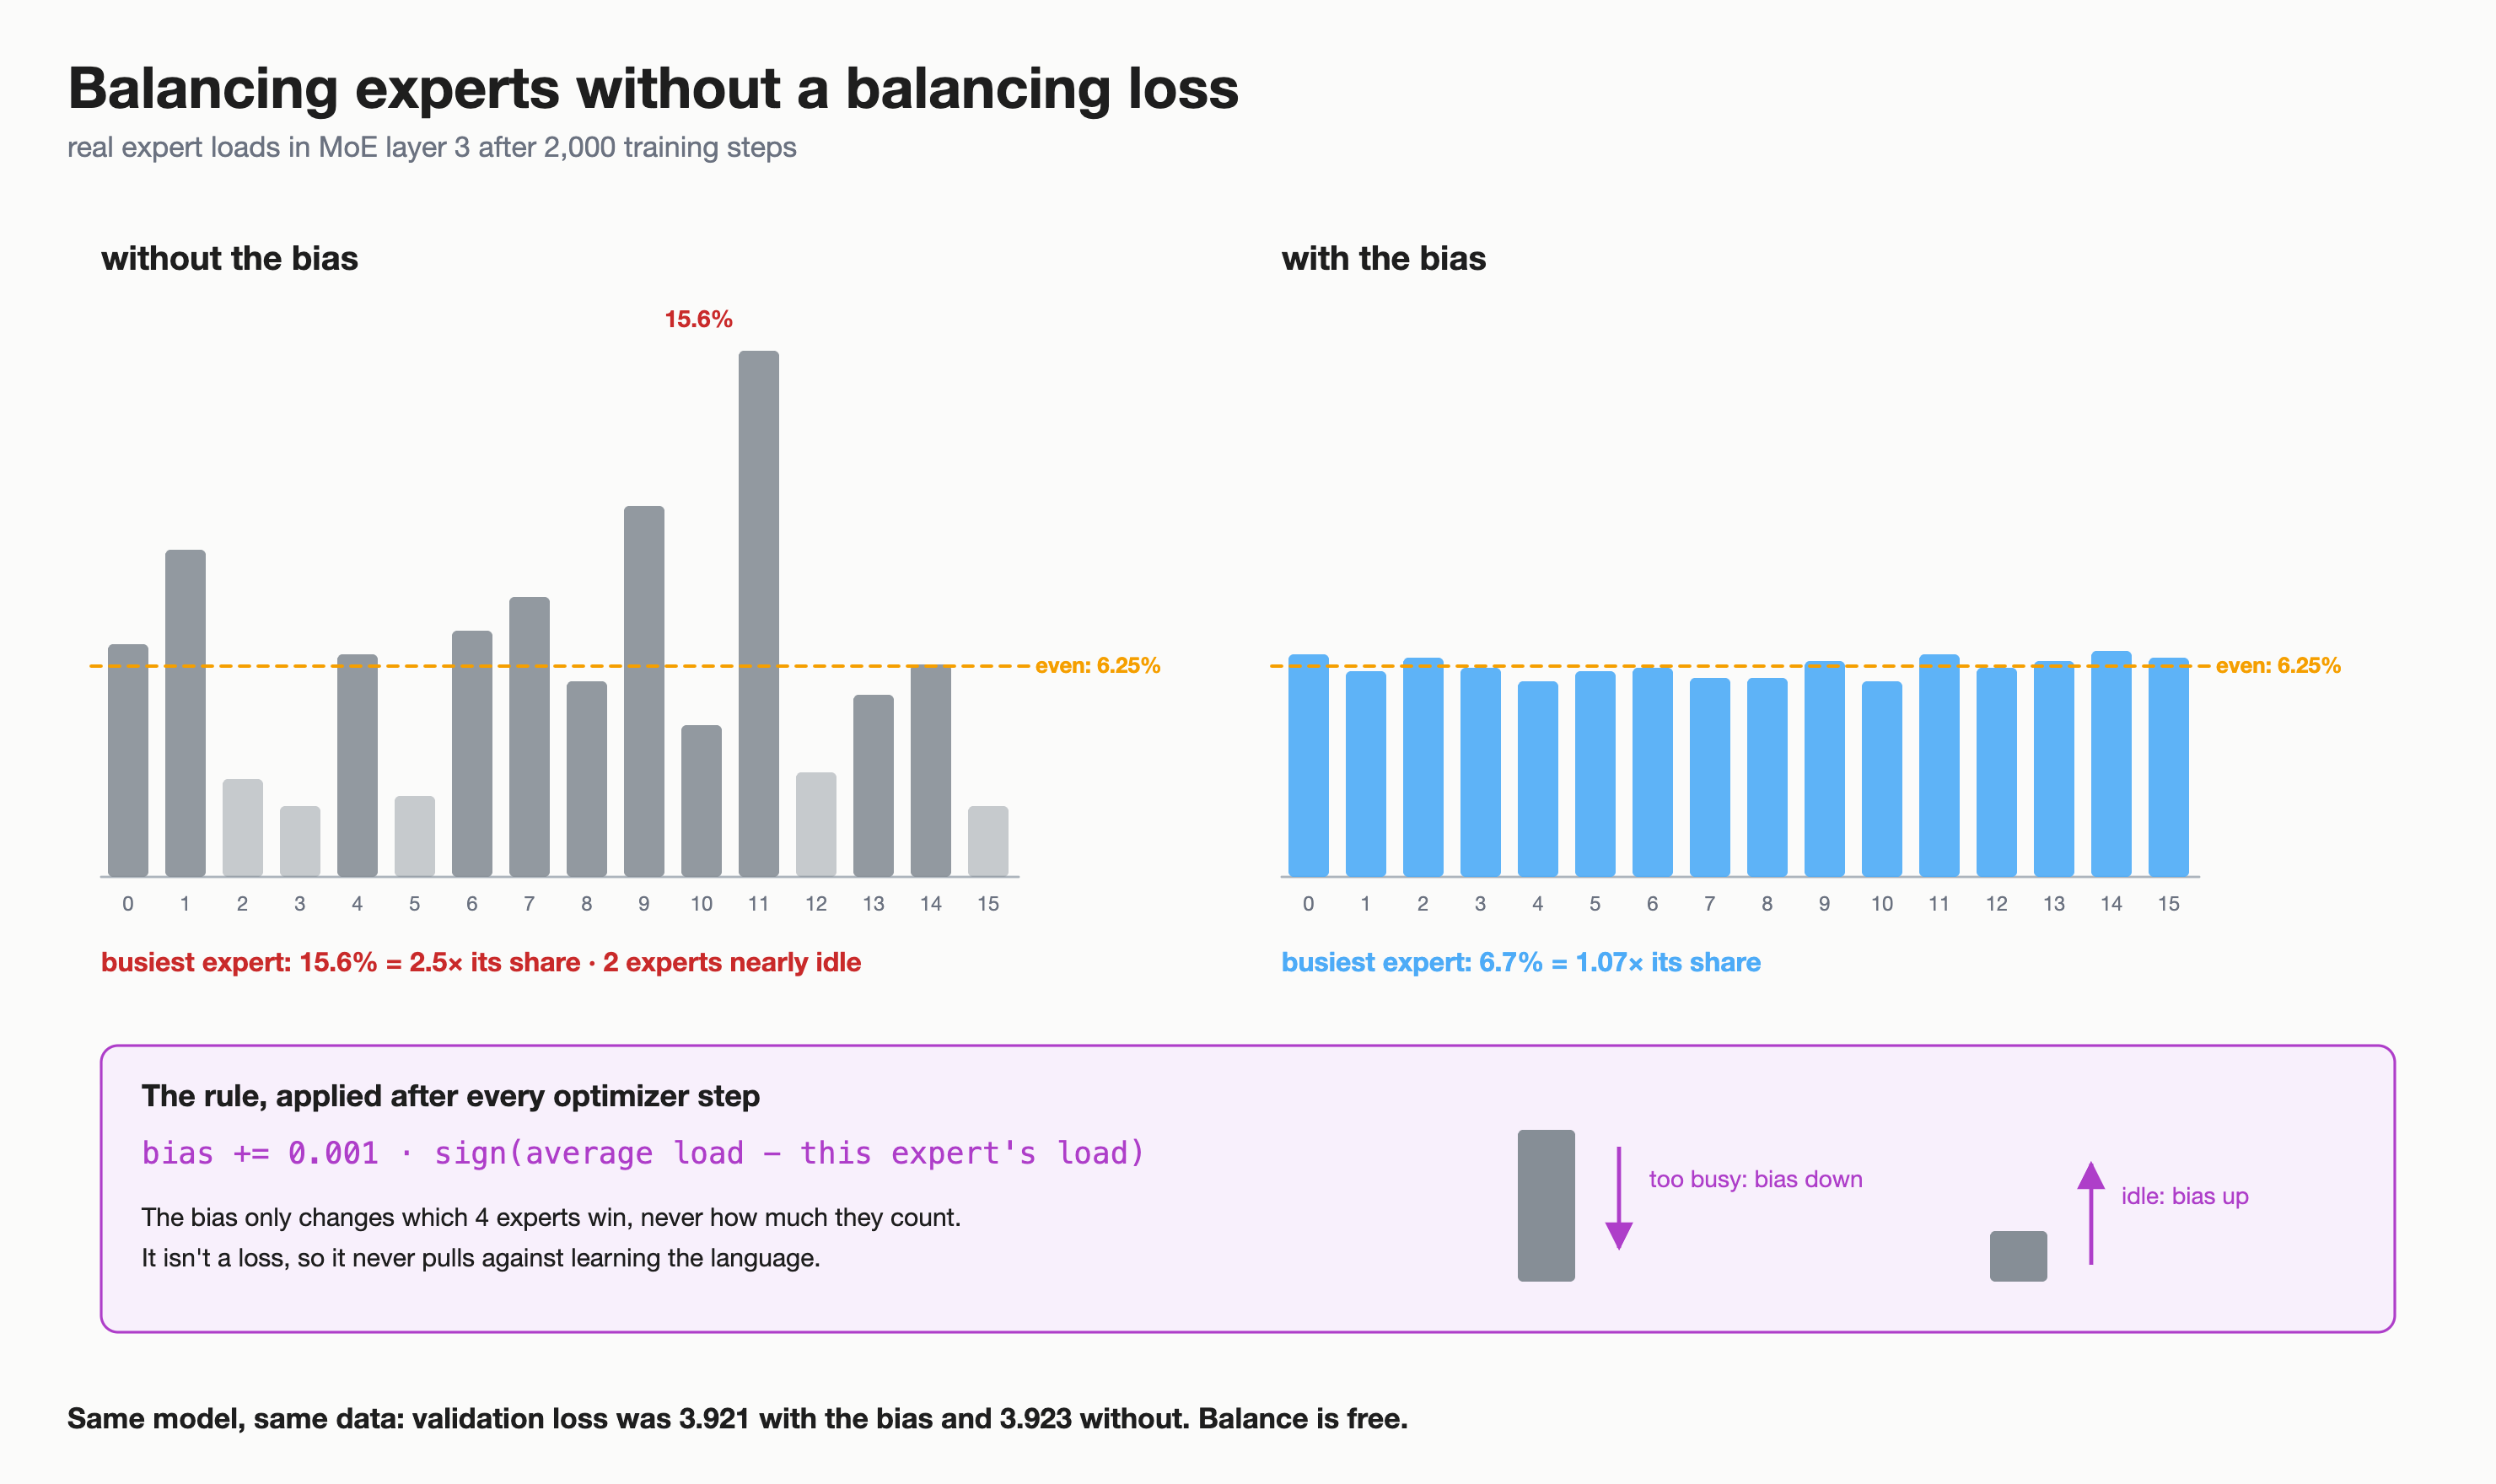 Balancing experts without a balancing loss
real expert loads in MoE layer 3 after 2,000 training steps
without the bias
15.6%
even: 6.25%
0 1 2 3 4 5 6 7 8 9 10 11 12 13 14 15
busiest expert: 15.6% = 2.5× its share · 2 experts nearly idle
with the bias
even: 6.25%
0 1 2 3 4 5 6 7 8 9 10 11 12 13 14 15
busiest expert: 6.7% = 1.07× its share
The rule, applied after every optimizer step
bias += 0.001 · sign(average load − this expert's load)
The bias only changes which 4 experts win, never how much they count.
It isn't a loss, so it never pulls against learning the language.
too busy: bias down
idle: bias up
Same model, same data: validation loss was 3.921 with the bias and 3.923 without. Balance is free.